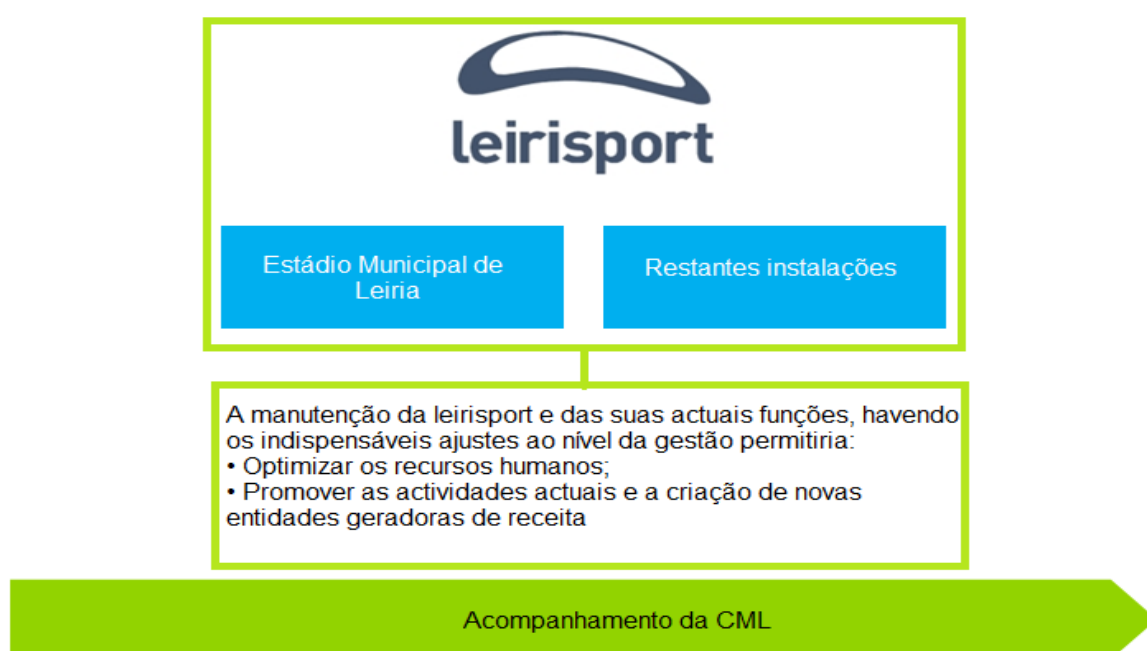 leirisport
Estádio Municipal de
Leiria
Restantes instalações
A manutenção da leirisport e das suas actuais funções, havendo
os indispensáveis ajustes ao nível da gestão permitiria:
• Optimizar os recursos humanos;
• Promover as actividades actuais e a criação de novas
entidades geradoras de receita
Acompanhamento da CML